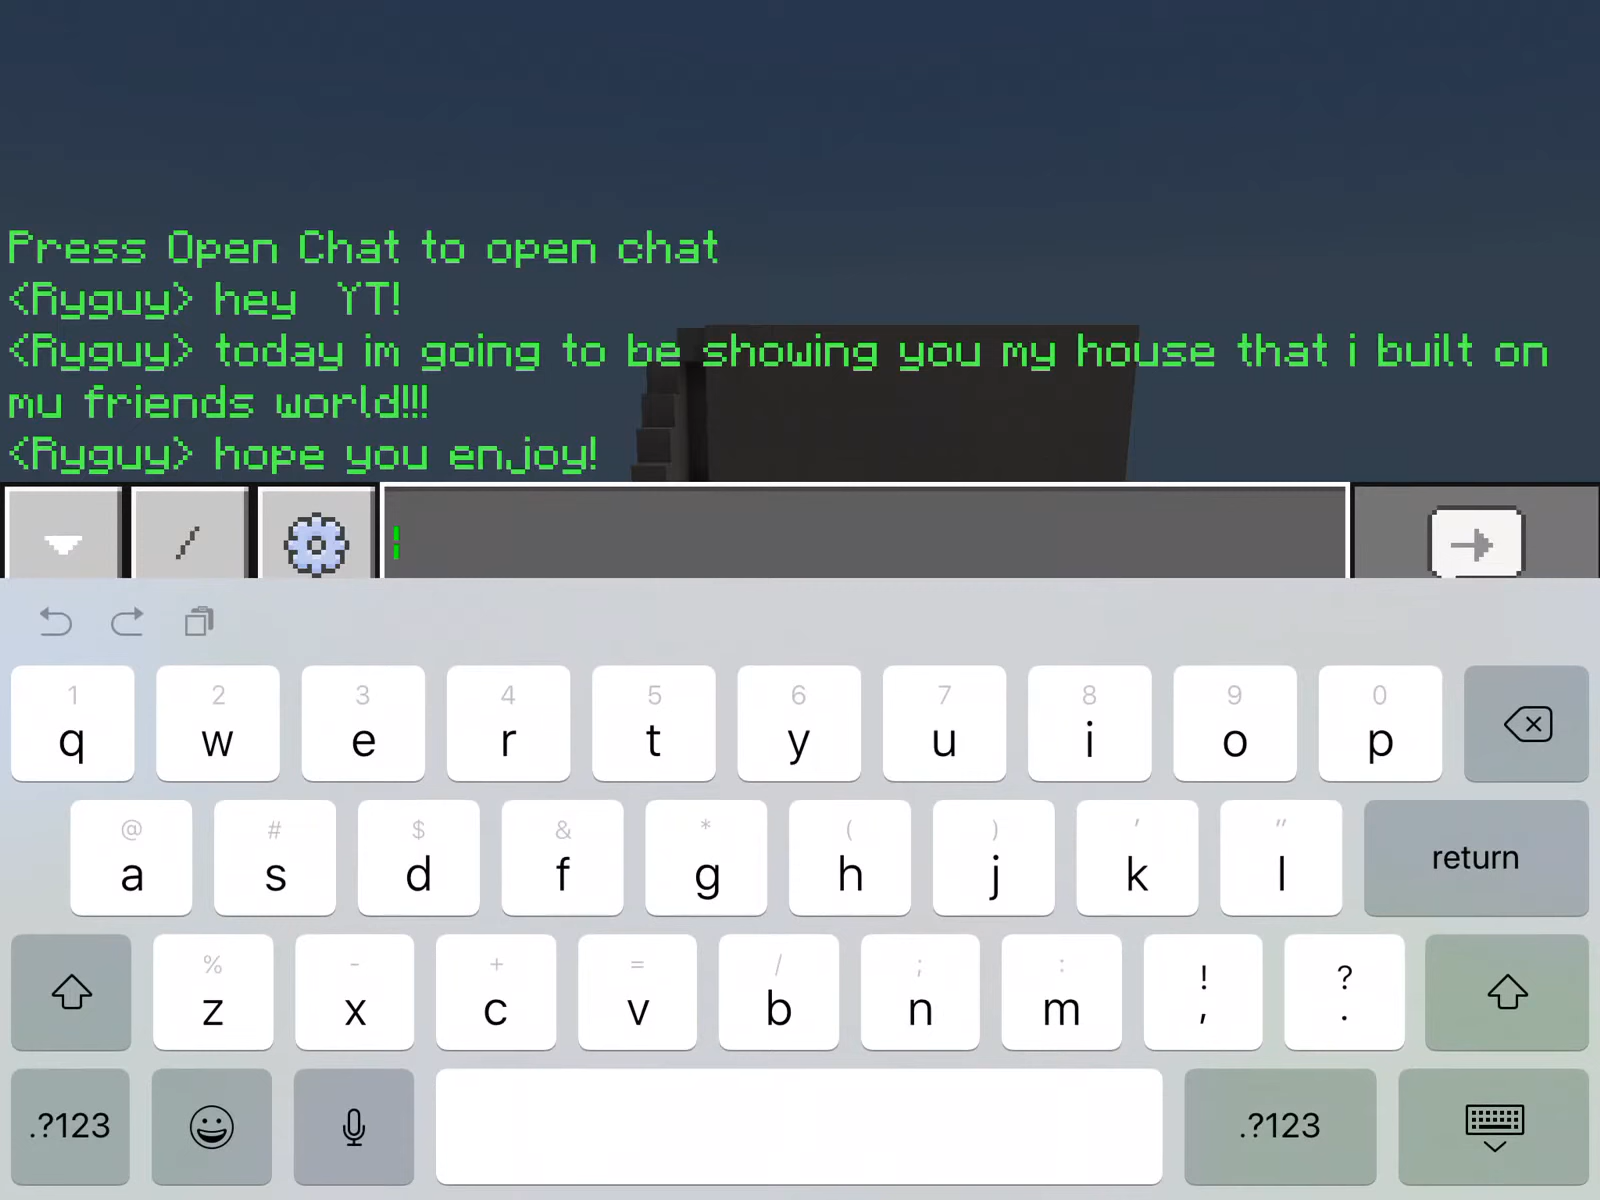 Press Open Chat to open chat
<Ryguy> hey  YT!
<Ryguy> today im going to be showing you my house that i built on
mu friends world!!!
<Ryguy> hope you enjoy!
/
1 2 3 4 5 6 7 8 9 0
q w e r t y u i o p
@ # $ & * ( ) ' "
a s d f g h j k l return
% - + = / ; : ! ?
z x c v b n m , .
.?123 .?123